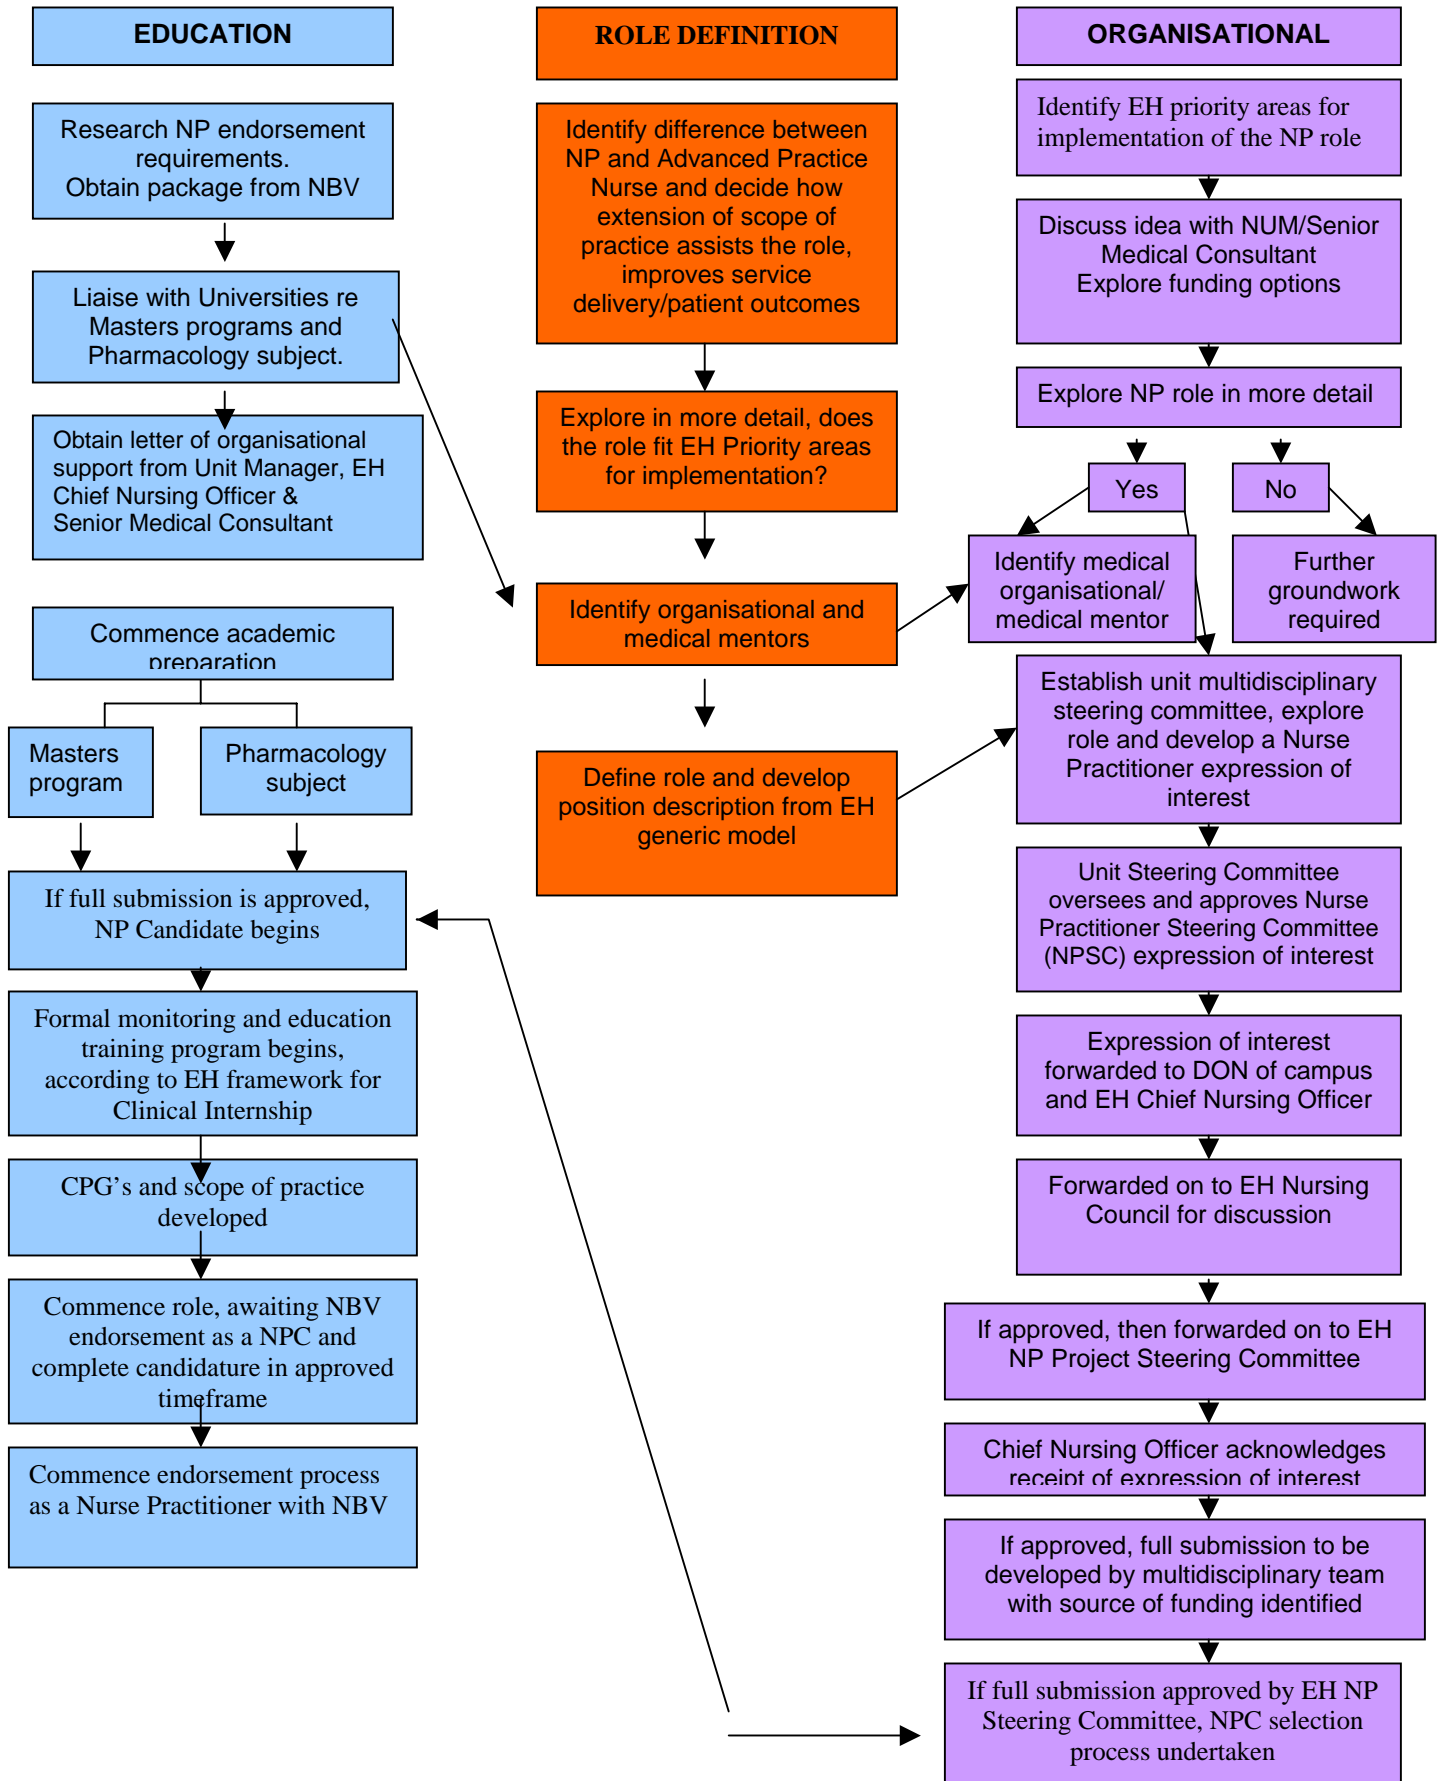 EDUCATION
Research NP endorsement
requirements.
Obtain package from NBV
Liaise with Universities re
Masters programs and
Pharmacology subject.
Obtain letter of organisational
support from Unit Manager, EH
Chief Nursing Officer &
Senior Medical Consultant
Commence academic
preparation
Masters
program
Pharmacology
subject
If full submission is approved,
NP Candidate begins
Formal monitoring and education
training program begins,
according to EH framework for
Clinical Internship
CPG's and scope of practice
developed
Commence role, awaiting NBV
endorsement as a NPC and
complete candidature in approved
timeframe
Commence endorsement process
as a Nurse Practitioner with NBV
ROLE DEFINITION
Identify difference between
NP and Advanced Practice
Nurse and decide how
extension of scope of
practice assists the role,
improves service
delivery/patient outcomes
Explore in more detail, does
the role fit EH Priority areas
for implementation?
Identify organisational and
medical mentors
Define role and develop
position description from EH
generic model
ORGANISATIONAL
Identify EH priority areas for
implementation of the NP role
Discuss idea with NUM/Senior
Medical Consultant
Explore funding options
Explore NP role in more detail
Yes
No
Identify medical
organisational/
medical mentor
Further
groundwork
required
Establish unit multidisciplinary
steering committee, explore
role and develop a Nurse
Practitioner expression of
interest
Unit Steering Committee
oversees and approves Nurse
Practitioner Steering Committee
(NPSC) expression of interest
Expression of interest
forwarded to DON of campus
and EH Chief Nursing Officer
Forwarded on to EH Nursing
Council for discussion
If approved, then forwarded on to EH
NP Project Steering Committee
Chief Nursing Officer acknowledges
receipt of expression of interest
If approved, full submission to be
developed by multidisciplinary team
with source of funding identified
If full submission approved by EH NP
Steering Committee, NPC selection
process undertaken